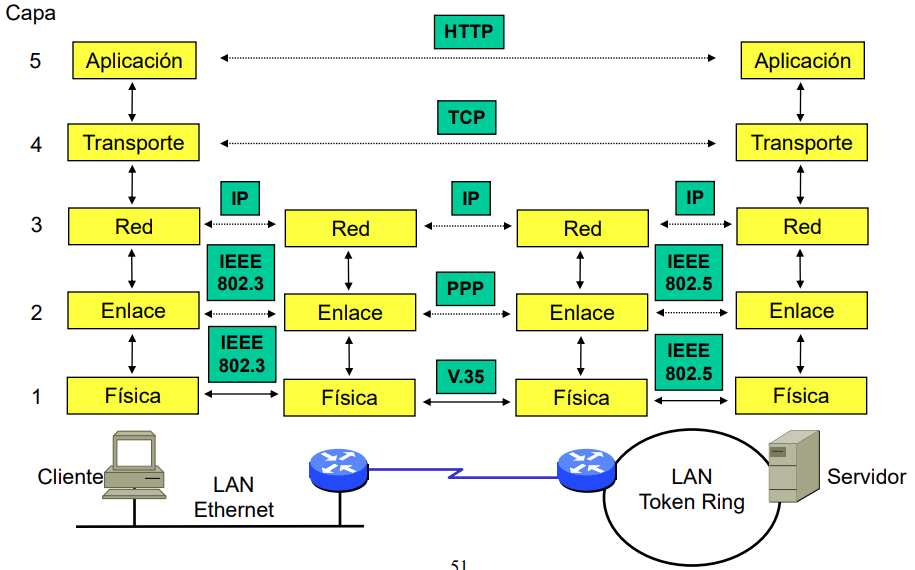 Capa
HTTP
5 Aplicación Aplicación
TCP
4 Transporte Transporte
IP IP IP
3 Red Red Red Red
IEEE
802.3
PPP
IEEE
802.5
2 Enlace Enlace Enlace Enlace
IEEE
802.3
V.35
IEEE
802.5
1 Física Física Física Física
Cliente
LAN
Ethernet
LAN
Token Ring
Servidor
51